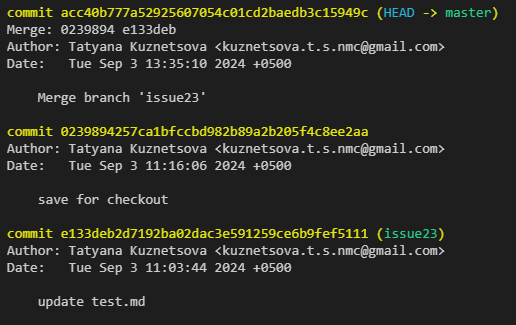 commit acc40b777a52925607054c01cd2baedb3c15949c (HEAD -> master)
Merge: 0239894 e133deb
Author: Tatyana Kuznetsova <kuznetsova.t.s.nmc@gmail.com>
Date:   Tue Sep 3 13:35:10 2024 +0500
    Merge branch 'issue23'
commit 0239894257ca1bfccbd982b89a2b205f4c8ee2aa
Author: Tatyana Kuznetsova <kuznetsova.t.s.nmc@gmail.com>
Date:   Tue Sep 3 11:16:06 2024 +0500
    save for checkout
commit e133deb2d7192ba02dac3e591259ce6b9fef5111 (issue23)
Author: Tatyana Kuznetsova <kuznetsova.t.s.nmc@gmail.com>
Date:   Tue Sep 3 11:03:44 2024 +0500
    update test.md